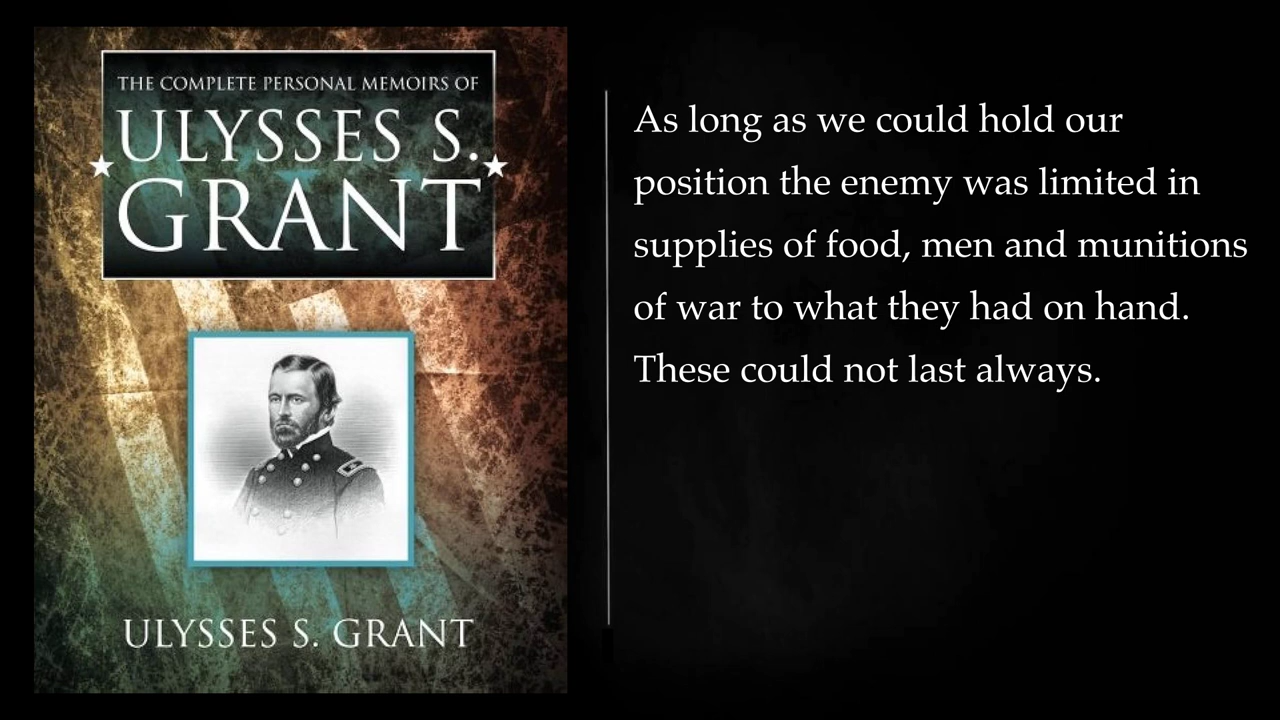 THE COMPLETE PERSONAL MEMOIRS OF
ULYSSES S.
GRANT
ULYSSES S. GRANT
As long as we could hold our
position the enemy was limited in
supplies of food, men and munitions
of war to what they had on hand.
These could not last always.